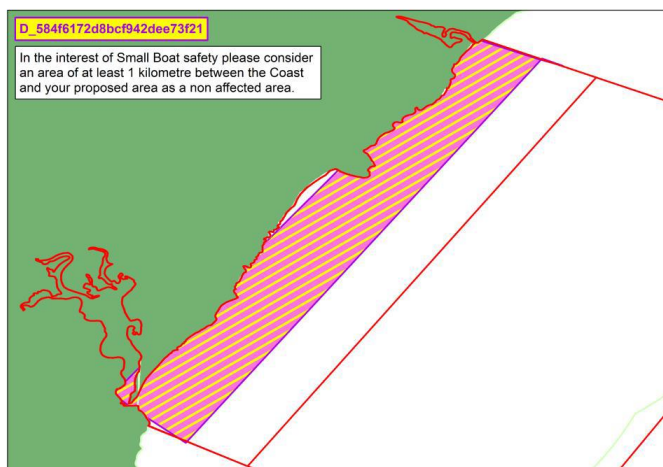 D_584f6172d8bcf942dee73f21
In the interest of Small Boat safety please consider
an area of at least 1 kilometre between the Coast
and your proposed area as a non affected area.